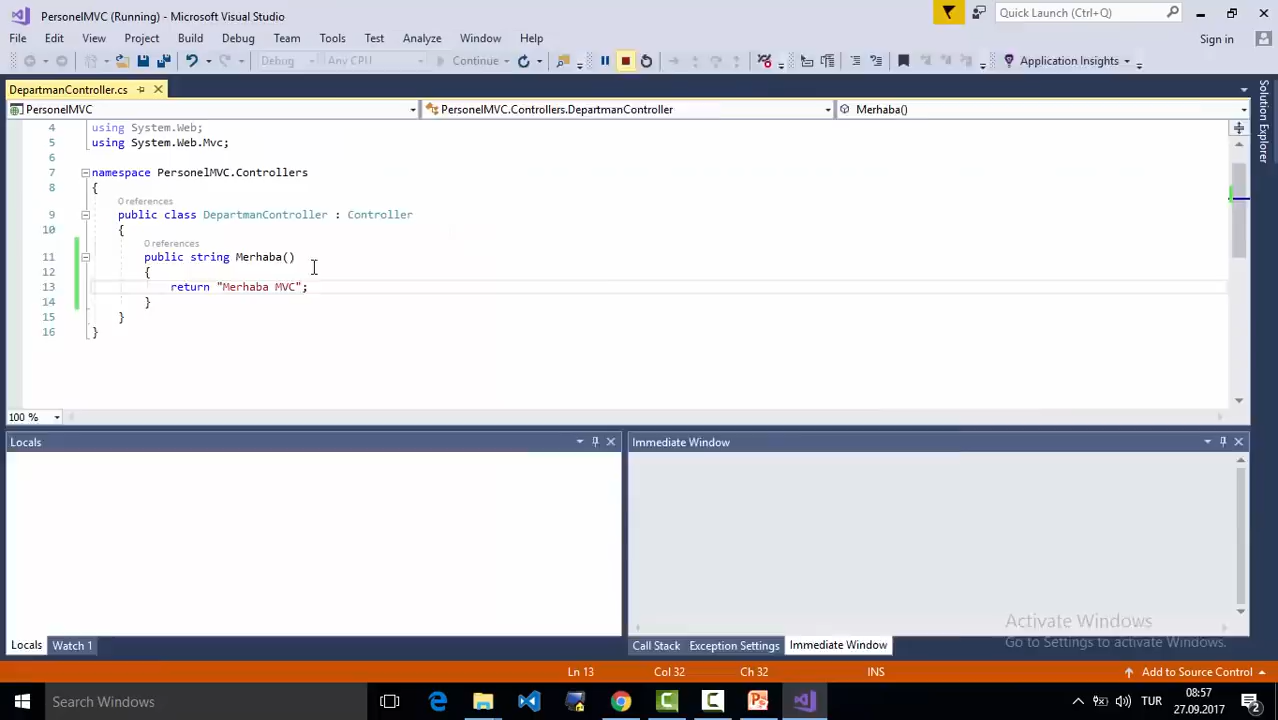 PersonelMVC (Running) - Microsoft Visual Studio
Quick Launch (Ctrl+Q)
File Edit View Project Build Debug Team Tools Test Analyze Window Help
Sign in
Debug Any CPU Continue Application Insights
DepartmanController.cs
PersonelMVC PersonelMVC.Controllers.DepartmanController Merhaba()
Solution Explorer
4 using System.Web;
5 using System.Web.Mvc;
6
7 namespace PersonelMVC.Controllers
8 {
0 references
9 public class DepartmanController : Controller
10 {
0 references
11 public string Merhaba()
12 {
13 return "Merhaba MVC";
14 }
15 }
16 }
100 %
Locals Immediate Window
Activate Windows
Go to Settings to activate Windows.
Locals Watch 1 Call Stack Exception Settings Immediate Window
Ln 13 Col 32 Ch 32 INS Add to Source Control
Search Windows TUR 08:57
27.09.2017 2